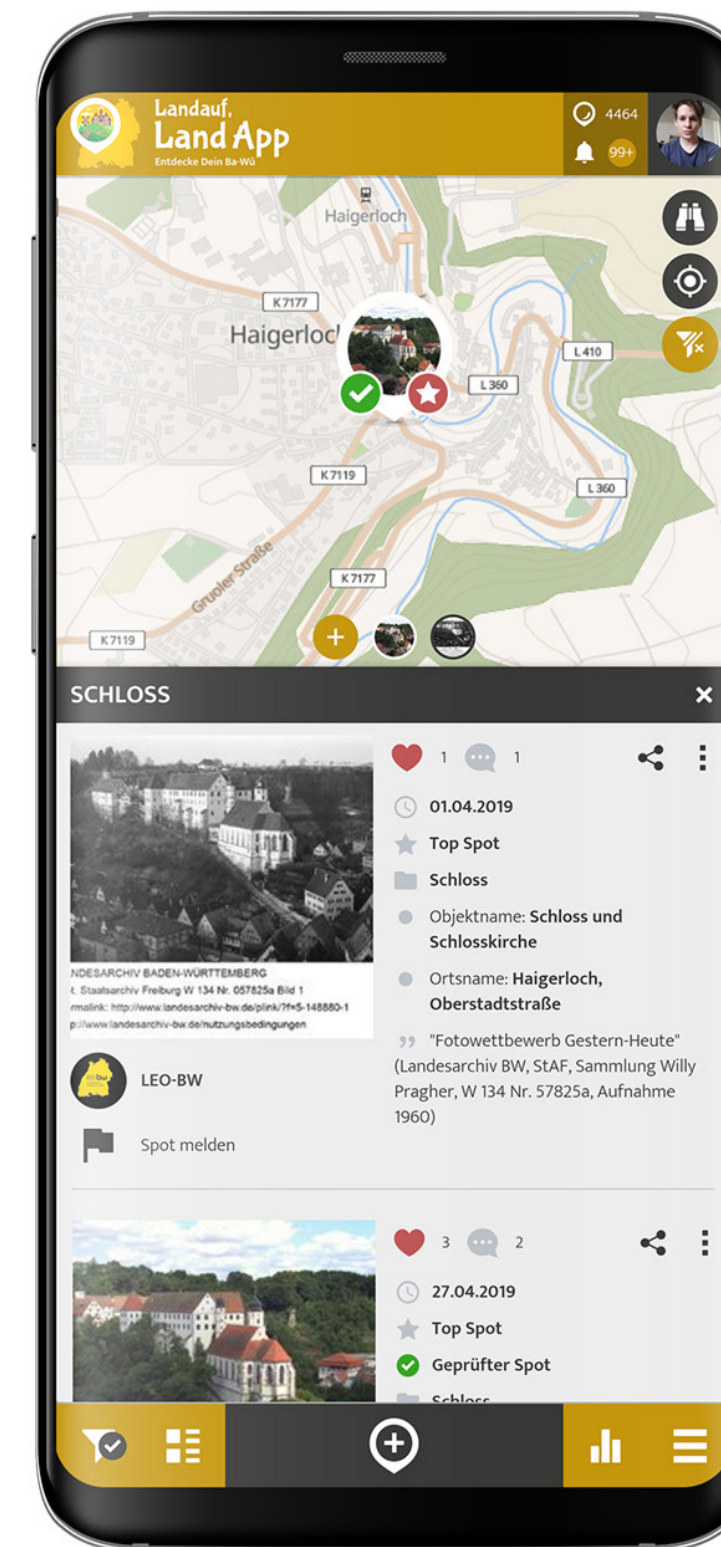 Landauf,
Land App
Entdecke Dein Ba-Wü
4464
99+
Haigerloch
K 7177
Haigerloc
L 410
L 360
K 7119
L 360
K 7177
Gruoler Straße
K 7119
SCHLOSS
1 1
01.04.2019
Top Spot
Schloss
Objektname: Schloss und
Schlosskirche
Ortsname: Haigerloch,
Oberstadtstraße
"Fotowettbewerb Gestern-Heute"
(Landesarchiv BW, StAF, Sammlung Willy
Pragher, W 134 Nr. 57825a, Aufnahme
1960)
NDESARCHIV BADEN-WÜRTTEMBERG
t. Staatsarchiv Freiburg W 134 Nr. 057825a Bild 1
rmalink: http://www.landesarchiv-bw.de/plink/?f=5-148880-1
p://www.landesarchiv-bw.de/nutzungsbedingungen
LEO-BW
Spot melden
3 2
27.04.2019
Top Spot
Geprüfter Spot
Schloss